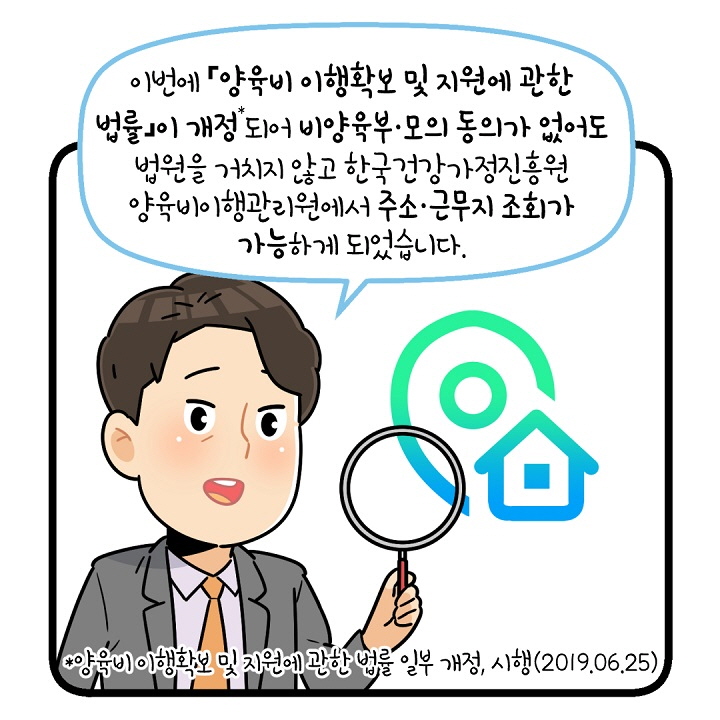 이번에 『양육비 이행확보 및 지원에 관한
법률』이 개정*되어 비양육부·모의 동의가 없어도
법원을 거치지 않고 한국건강가정진흥원
양육비이행관리원에서 주소·근무지 조회가
가능하게 되었습니다.
*양육비 이행확보 및 지원에 관한 법률 일부 개정, 시행(2019.06.25)